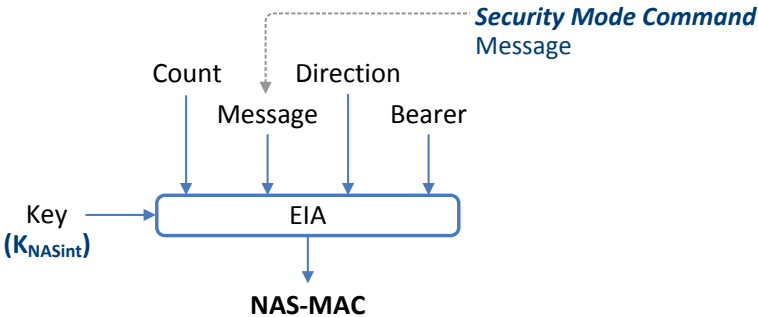 Security Mode Command
Message
Count Direction
Message Bearer
Key
EIA
(KNASint)
NAS-MAC